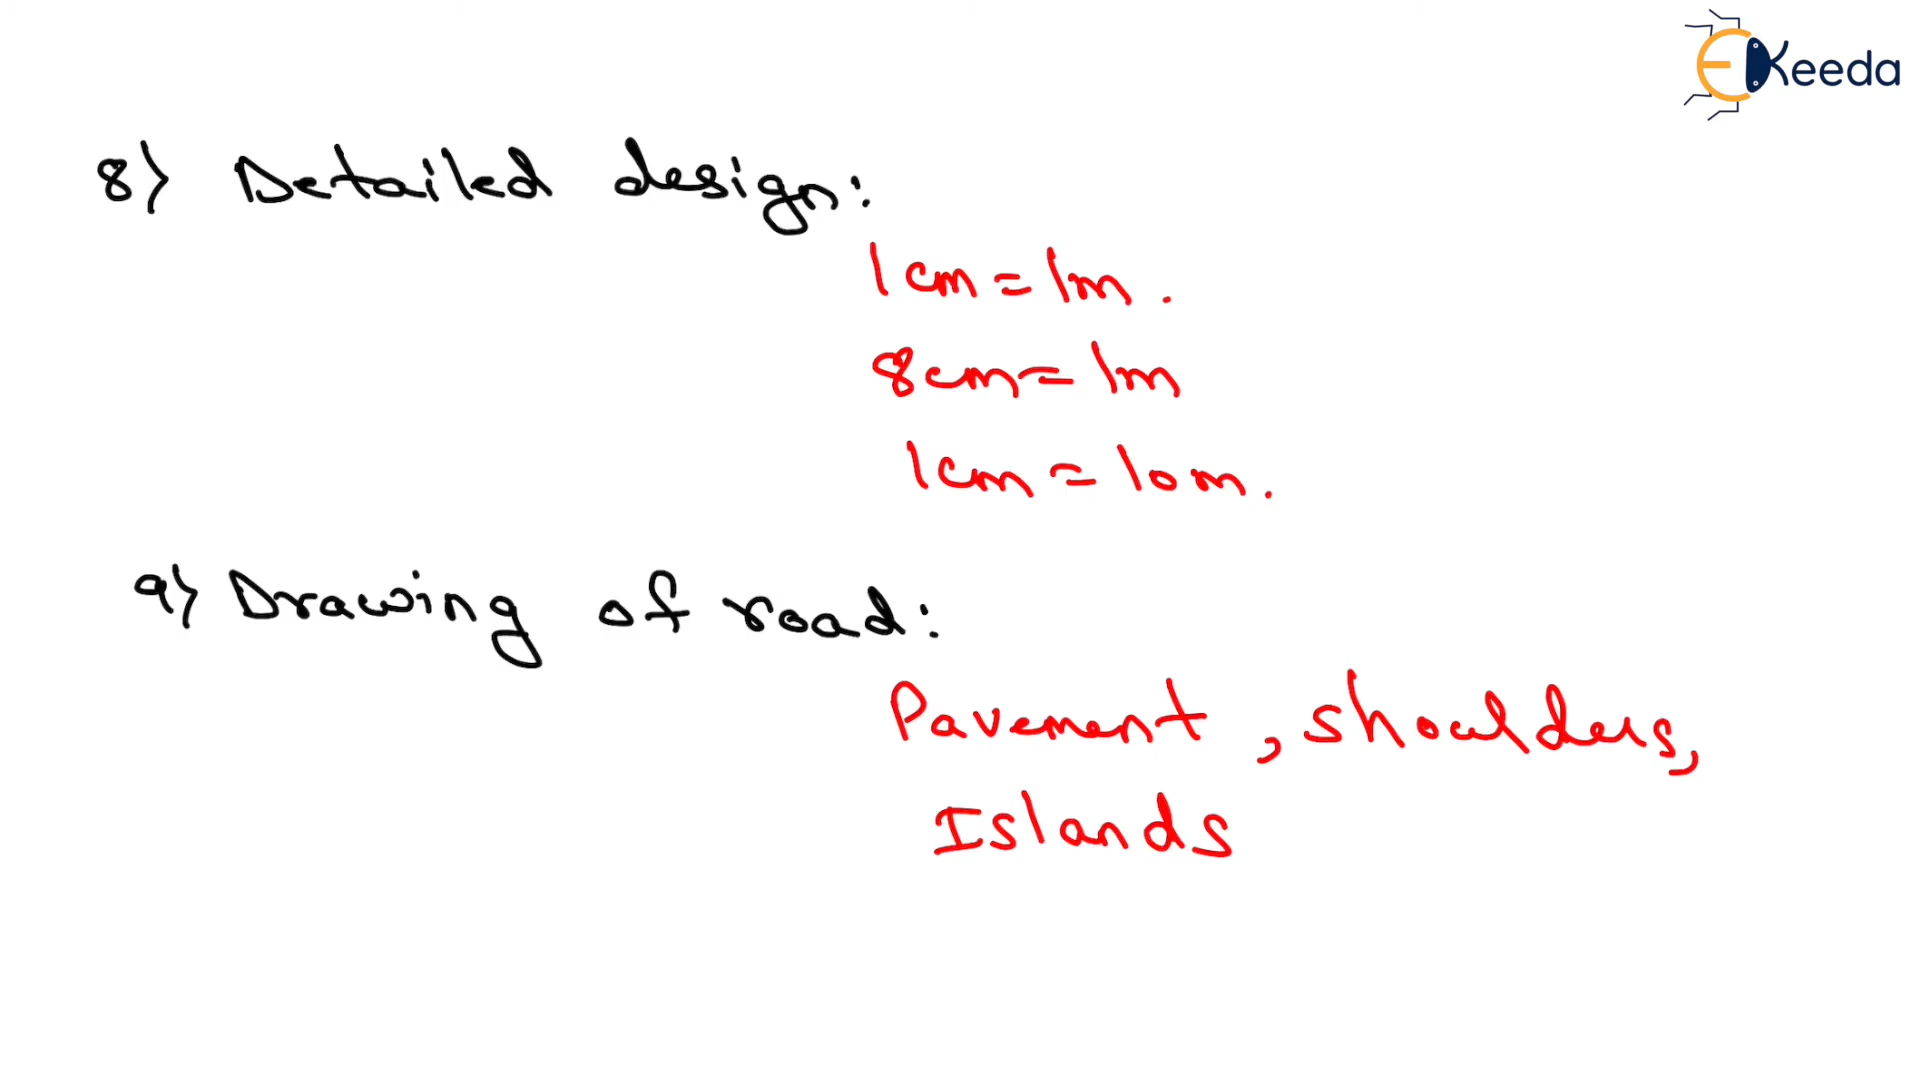 EKeeda
8) Detailed design:
1cm = 1m.
8cm = 1m
1cm = 10m.
9) Drawing of road:
Pavement, shoulders,
Islands